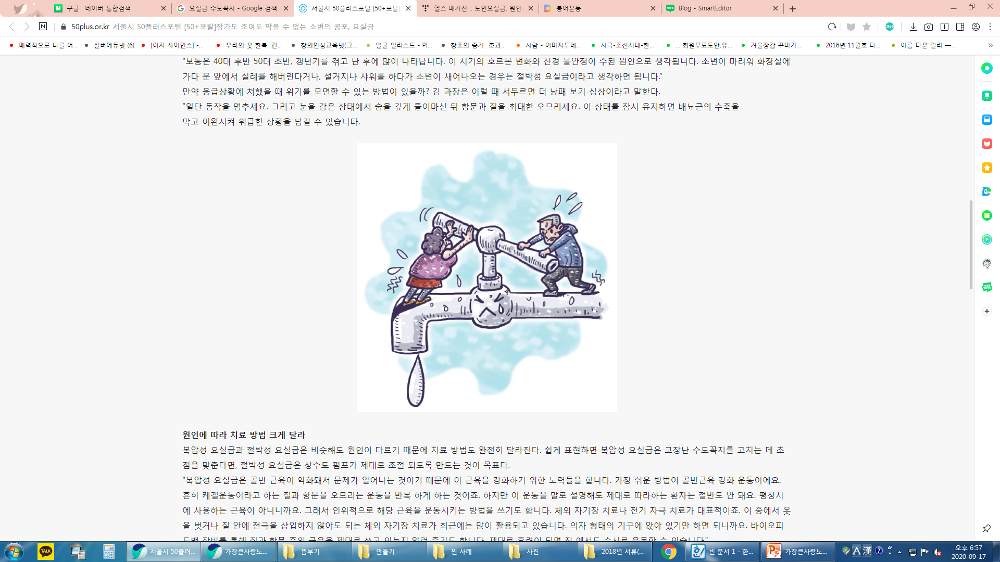 구글 : 네이버 통합검색
요실금 수도꼭지 - Google 검색
서울시 50플러스포털 [50+포탈]
헬스 매거진 :: 노인요실금, 원인
붕어운동
Blog - SmartEditor
50plus.or.kr 서울시 50플러스포털 [50+포탈]잠가도 조여도 막을 수 없는 소변의 공포, 요실금
매력적으로 나를 어...
실버에듀넷 (6)
[이지 사이언스] -...
우리의 옷 한복, 긴...
창의인성교육넷(크...
얼굴 일러스트 - PI...
창조의 증거 초과...
사람 - 이미지투데...
사극-조선시대-한...
... 회원무료도안,유...
겨울장갑 꾸미기...
2016년 11월호 다...
아름 다운 릴리 —...
"보통은 40대 후반 50대 초반, 갱년기를 겪고 난 후에 많이 나타납니다. 이 시기의 호르몬 변화와 신경 불안정이 주된 원인으로 생각됩니다. 소변이 마려워 화장실에
가다 문 앞에서 실례를 해버린다거나, 설거지나 샤워를 하다가 소변이 새어나오는 경우는 절박성 요실금이라고 생각하면 됩니다."
만약 응급상황에 처했을 때 위기를 모면할 수 있는 방법이 있을까? 김 과장은 이럴 때 서두르면 더 낭패 보기 십상이라고 말한다.
"일단 동작을 멈추세요. 그리고 눈을 감은 상태에서 숨을 깊게 들이마신 뒤 항문과 질을 최대한 오므리세요. 이 상태를 잠시 유지하면 배뇨근의 수축을
막고 이완시켜 위급한 상황을 넘길 수 있습니다.
원인에 따라 치료 방법 크게 달라
복압성 요실금과 절박성 요실금은 비슷해도 원인이 다르기 때문에 치료 방법도 완전히 달라진다. 쉽게 표현하면 복압성 요실금은 고장난 수도꼭지를 고치는 데 초
점을 맞춘다면, 절박성 요실금은 상수도 펌프가 제대로 조절 되도록 만드는 것이 목표다.
"복압성 요실금은 골반 근육이 약화돼서 문제가 일어나는 것이기 때문에 이 근육을 강화하기 위한 노력들을 합니다. 가장 쉬운 방법이 골반근육 강화 운동이에요.
흔히 케겔운동이라고 하는 질과 항문을 오므리는 운동을 반복 하게 하는 것이죠. 하지만 이 운동을 말로 설명해도 제대로 따라하는 환자는 절반도 안 돼요. 평상시
에 사용하는 근육이 아니니까요. 그래서 인위적으로 해당 근육을 운동시키는 방법을 쓰기도 합니다. 체외 자기장 치료나 전기 자극 치료가 대표적이죠. 이 중에서 옷
을 벗거나 질 안에 전극을 삽입하지 않아도 되는 체외 자기장 치료가 최근에는 많이 활용되고 있습니다. 의자 형태의 기구에 앉아 있기만 하면 되니까요. 바이오피
드백 장비를 통해 질과 항문 주위 근육을 제대로 쓰고 있는지 알려 주기도 합니다. 제대로 훈련이 되면 집 에서도 수시로 운동할 수 있습니다."
TALK
서울시 50플러...
가장큰사랑노...
뜸부기
만들기
찐 사례
사진
2018년 서류(...
빈 문서 1 - 한...
가장큰사랑노...
A 漢
오후 6:57
2020-09-17